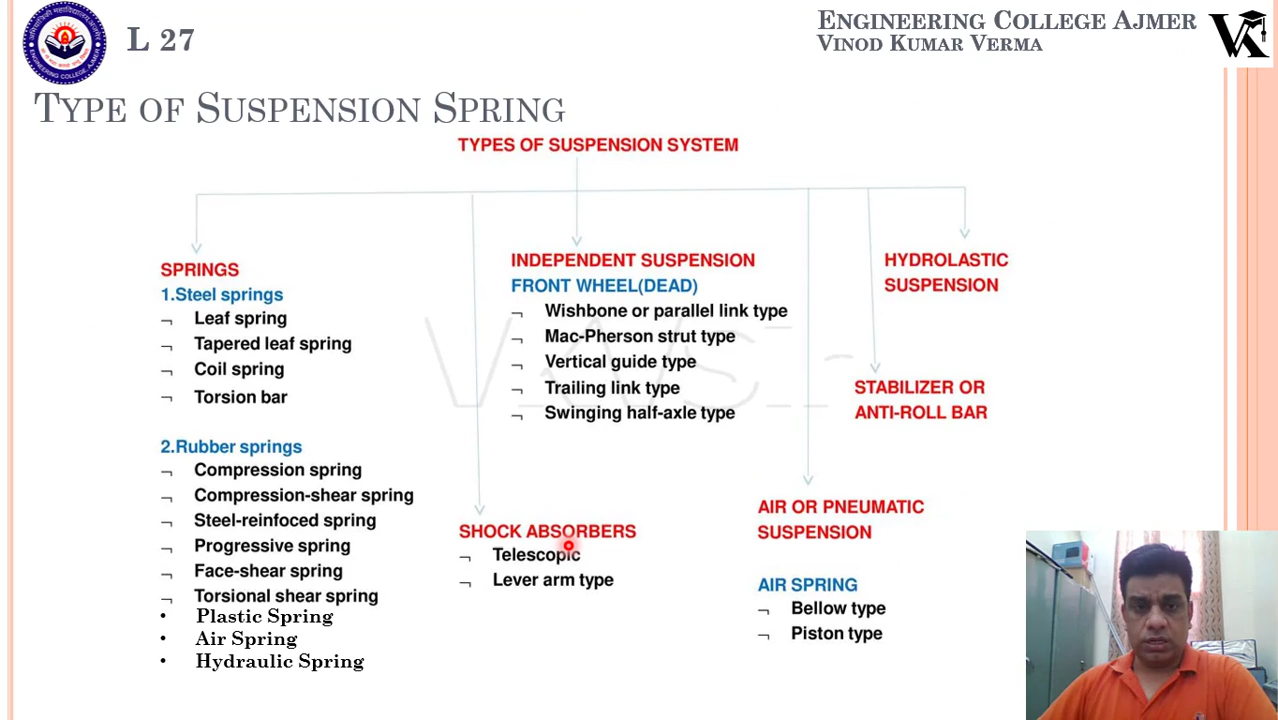 L 27
ENGINEERING COLLEGE AJMER
VINOD KUMAR VERMA
TYPE OF SUSPENSION SPRING
TYPES OF SUSPENSION SYSTEM
SPRINGS
1.Steel springs
¬ Leaf spring
¬ Tapered leaf spring
¬ Coil spring
¬ Torsion bar
2.Rubber springs
¬ Compression spring
¬ Compression-shear spring
¬ Steel-reinfoced spring
¬ Progressive spring
¬ Face-shear spring
¬ Torsional shear spring
• Plastic Spring
• Air Spring
• Hydraulic Spring
SHOCK ABSORBERS
¬ Telescopic
¬ Lever arm type
INDEPENDENT SUSPENSION
FRONT WHEEL(DEAD)
¬ Wishbone or parallel link type
¬ Mac-Pherson strut type
¬ Vertical guide type
¬ Trailing link type
¬ Swinging half-axle type
AIR OR PNEUMATIC
SUSPENSION
AIR SPRING
¬ Bellow type
¬ Piston type
STABILIZER OR
ANTI-ROLL BAR
HYDROLASTIC
SUSPENSION